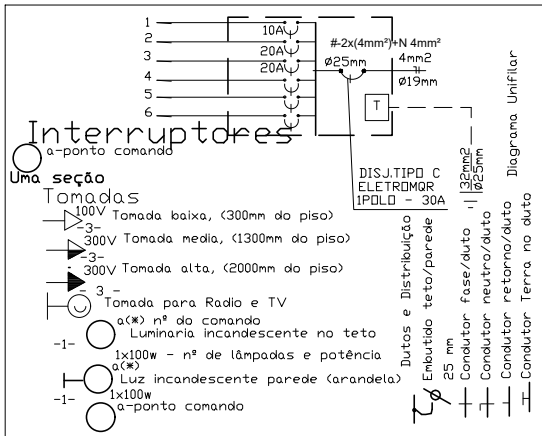 1
2
3
4
5
6
10A
20A
20A
#-2x(4mm²)+N 4mm²
Ø25mm
4mm2
Ø19mm
T
DISJ.TIPO C
ELETROMQR
1POLO - 30A
32mm2
Ø25mm
Interruptores
a-ponto comando
Uma seção
Tomadas
100V Tomada baixa, (300mm do piso)
-3-
300V Tomada media, (1300mm do piso)
-3-
300V Tomada alta, (2000mm do piso)
- 3 -
Tomada para Radio e TV
a(*) nº do comando
-1- Luminaria incandescente no teto
1x100w - nº de lâmpadas e potência
a(*)
Luz incandescente parede (arandela)
-1- 1x100w
a-ponto comando
Dutos e Distribuição
Embutido teto/parede
25 mm
Condutor fase/duto
Condutor neutro/duto
Condutor retorno/duto
Condutor Terra no duto
Diagrama Unifilar